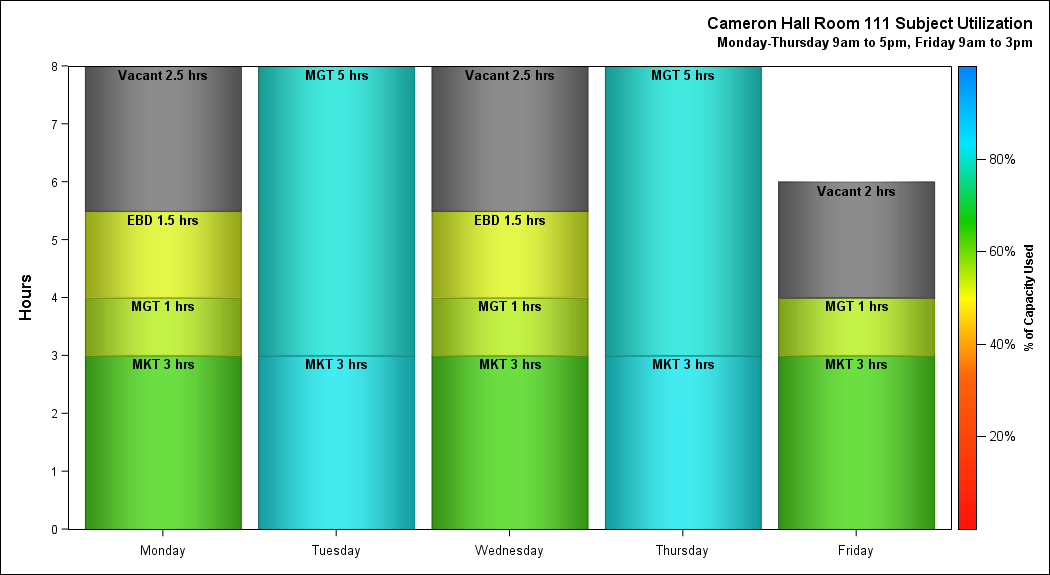 Cameron Hall Room 111 Subject Utilization
Monday-Thursday 9am to 5pm, Friday 9am to 3pm
Hours
8
7
6
5
4
3
2
1
0
Vacant 2.5 hrs
EBD 1.5 hrs
MGT 1 hrs
MKT 3 hrs
MGT 5 hrs
MKT 3 hrs
Vacant 2.5 hrs
EBD 1.5 hrs
MGT 1 hrs
MKT 3 hrs
MGT 5 hrs
MKT 3 hrs
Vacant 2 hrs
MGT 1 hrs
MKT 3 hrs
Monday
Tuesday
Wednesday
Thursday
Friday
80%
60%
40%
20%
% of Capacity Used